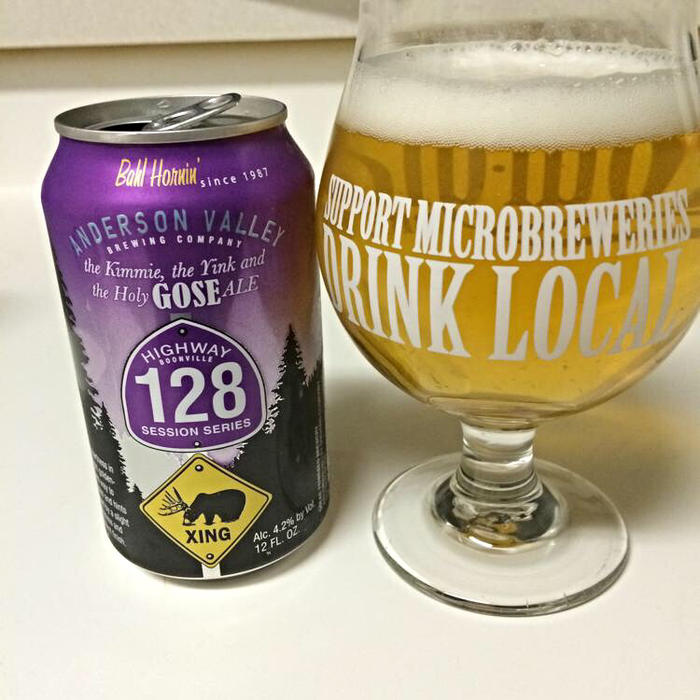 Bahl Hornin' since 1987
ANDERSON VALLEY
BREWING COMPANY
the Kimmie, the Yink and
the Holy GOSE ALE
HIGHWAY
BOONVILLE
128
SESSION SERIES
XING
Alc. 4.2% by Vol.
12 FL. OZ.
SUPPORT MICROBREWERIES
DRINK LOCAL